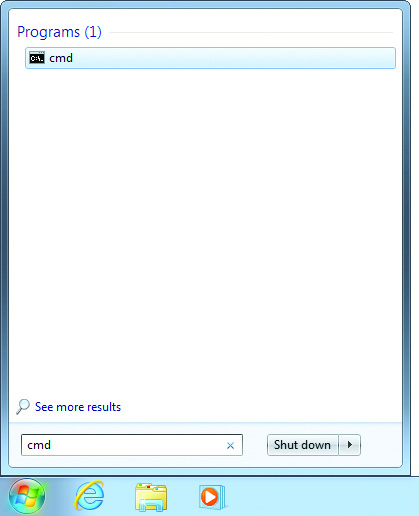 Programs (1)
cmd
See more results
cmd
Shut down